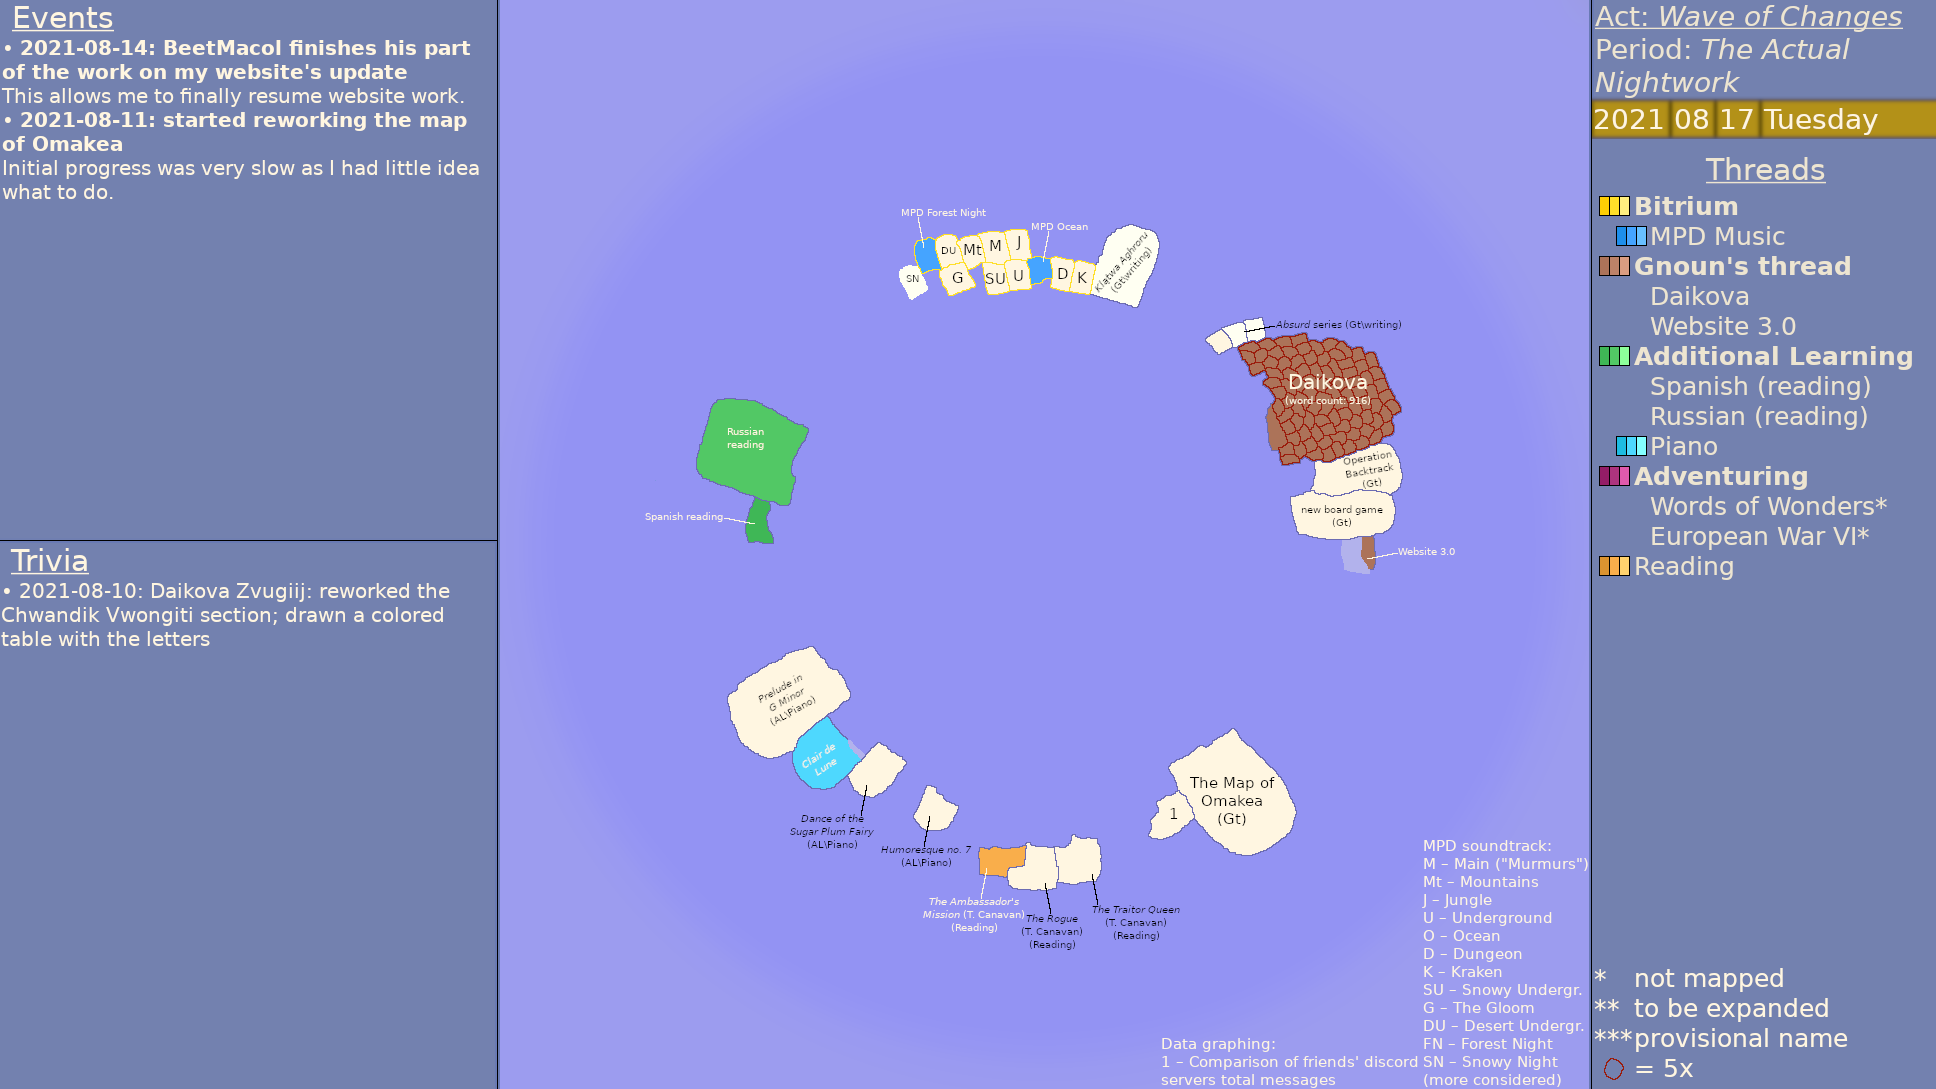 Events
• 2021-08-14: BeetMacol finishes his part
of the work on my website's update
This allows me to finally resume website work.
• 2021-08-11: started reworking the map
of Omakea
Initial progress was very slow as I had little idea
what to do.
Trivia
• 2021-08-10: Daikova Zvugiij: reworked the
Chwandik Vwongiti section; drawn a colored
table with the letters
MPD Forest Night
MPD Ocean
DU
Mt
M
J
SN
G
SU
U
D
K
Klątwa Aghroru
(Gt\writing)
Absurd series (Gt\writing)
Daikova
(word count: 916)
Operation
Backtrack
(Gt)
new board game
(Gt)
Website 3.0
Russian
reading
Spanish reading
Prelude in
G Minor
(AL\Piano)
Clair de
Lune
Dance of the
Sugar Plum Fairy
(AL\Piano)
Humoresque no. 7
(AL\Piano)
The Ambassador's
Mission (T. Canavan)
(Reading)
The Rogue
(T. Canavan)
(Reading)
The Traitor Queen
(T. Canavan)
(Reading)
The Map of
Omakea
(Gt)
1
Data graphing:
1 – Comparison of friends' discord
servers total messages
MPD soundtrack:
M – Main ("Murmurs")
Mt – Mountains
J – Jungle
U – Underground
O – Ocean
D – Dungeon
K – Kraken
SU – Snowy Undergr.
G – The Gloom
DU – Desert Undergr.
FN – Forest Night
SN – Snowy Night
(more considered)
Act: Wave of Changes
Period: The Actual
Nightwork
2021 08 17 Tuesday
Threads
Bitrium
MPD Music
Gnoun's thread
Daikova
Website 3.0
Additional Learning
Spanish (reading)
Russian (reading)
Piano
Adventuring
Words of Wonders*
European War VI*
Reading
* not mapped
** to be expanded
*** provisional name
= 5x